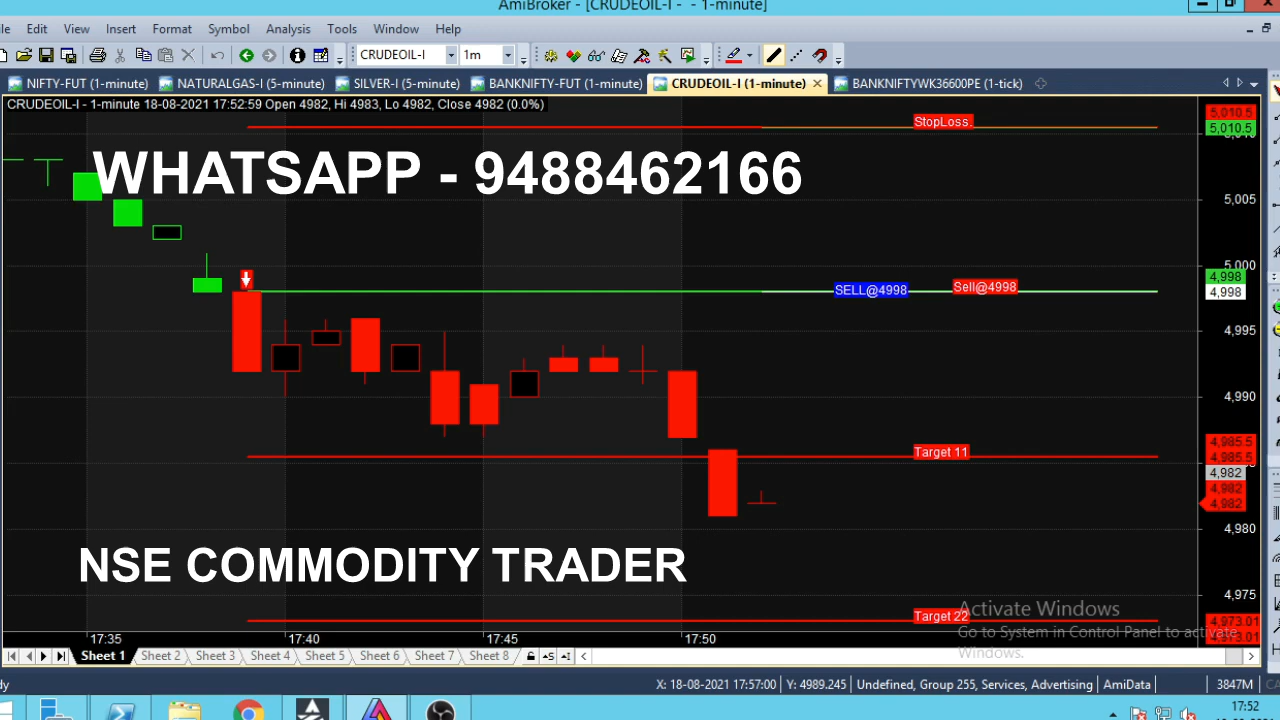 AmiBroker - [CRUDEOIL-I - - 1-minute]
Edit View Insert Format Symbol Analysis Tools Window Help
CRUDEOIL-I 1m
NIFTY-FUT (1-minute) NATURALGAS-I (5-minute) SILVER-I (5-minute) BANKNIFTY-FUT (1-minute) CRUDEOIL-I (1-minute) BANKNIFTYWK36600PE (1-tick)
CRUDEOIL-I - 1-minute 18-08-2021 17:52:59 Open 4982, Hi 4983, Lo 4982, Close 4982 (0.0%)
5,010.5
StopLoss
5,010.5
WHATSAPP - 9488462166
5,005
5,000
4,998
SELL@4998 Sell@4998
4,998
4,995
4,990
4,985.5
Target 11
4,985.5
4,982
4,982
4,982
4,980
NSE COMMODITY TRADER
4,975
Activate Windows
Target 22
4,973.01
Go to System in Control Panel to activate
Windows.
17:35 17:40 17:45 17:50
Sheet 1 Sheet 2 Sheet 3 Sheet 4 Sheet 5 Sheet 6 Sheet 7 Sheet 8
X: 18-08-2021 17:57:00 Y: 4989.245 Undefined, Group 255, Services, Advertising AmiData 3847M
17:52